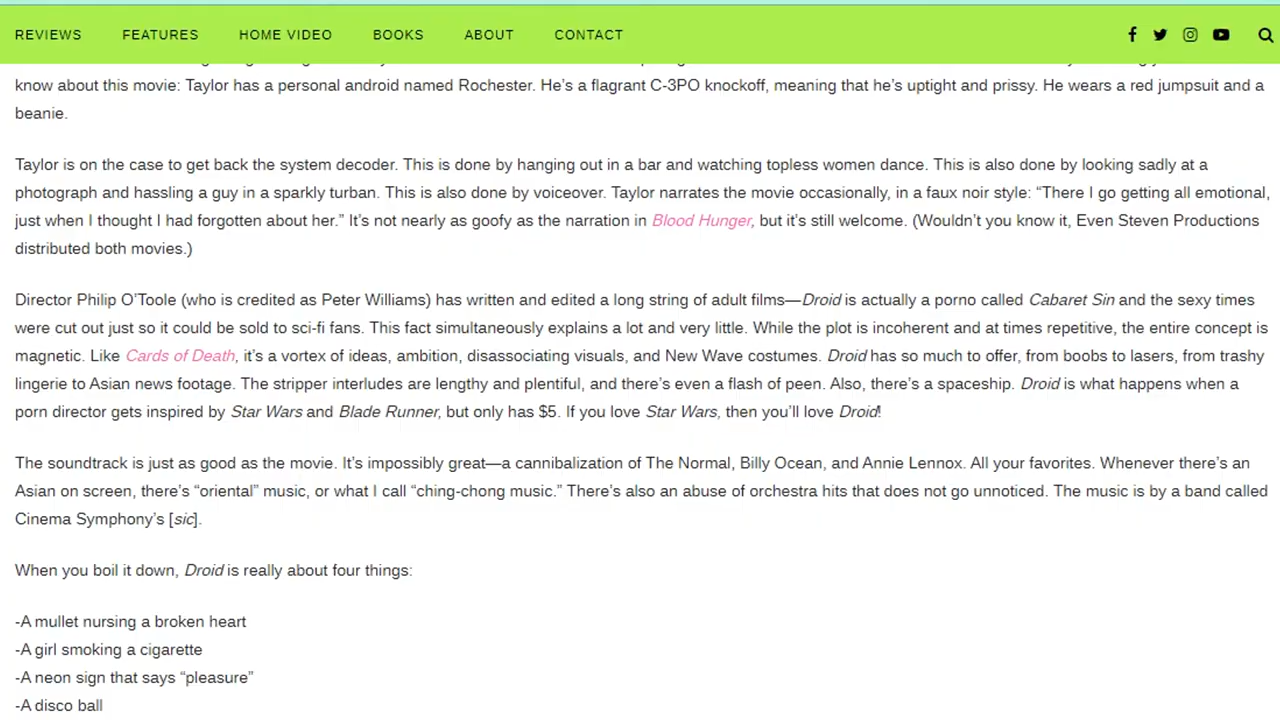 REVIEWS FEATURES HOME VIDEO BOOKS ABOUT CONTACT
know about this movie: Taylor has a personal android named Rochester. He’s a flagrant C-3PO knockoff, meaning that he’s uptight and prissy. He wears a red jumpsuit and a
beanie.
Taylor is on the case to get back the system decoder. This is done by hanging out in a bar and watching topless women dance. This is also done by looking sadly at a
photograph and hassling a guy in a sparkly turban. This is also done by voiceover. Taylor narrates the movie occasionally, in a faux noir style: “There I go getting all emotional,
just when I thought I had forgotten about her.” It’s not nearly as goofy as the narration in Blood Hunger, but it’s still welcome. (Wouldn’t you know it, Even Steven Productions
distributed both movies.)
Director Philip O’Toole (who is credited as Peter Williams) has written and edited a long string of adult films—Droid is actually a porno called Cabaret Sin and the sexy times
were cut out just so it could be sold to sci-fi fans. This fact simultaneously explains a lot and very little. While the plot is incoherent and at times repetitive, the entire concept is
magnetic. Like Cards of Death, it’s a vortex of ideas, ambition, disassociating visuals, and New Wave costumes. Droid has so much to offer, from boobs to lasers, from trashy
lingerie to Asian news footage. The stripper interludes are lengthy and plentiful, and there’s even a flash of peen. Also, there’s a spaceship. Droid is what happens when a
porn director gets inspired by Star Wars and Blade Runner, but only has $5. If you love Star Wars, then you’ll love Droid!
The soundtrack is just as good as the movie. It’s impossibly great—a cannibalization of The Normal, Billy Ocean, and Annie Lennox. All your favorites. Whenever there’s an
Asian on screen, there’s “oriental” music, or what I call “ching-chong music.” There’s also an abuse of orchestra hits that does not go unnoticed. The music is by a band called
Cinema Symphony’s [sic].
When you boil it down, Droid is really about four things:
-A mullet nursing a broken heart
-A girl smoking a cigarette
-A neon sign that says “pleasure”
-A disco ball